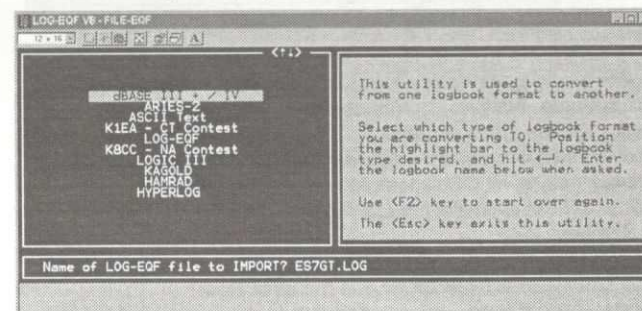 LOG-EQF V8 - FILE-EQF
12 x 16
A
<↑↓>
dBASE III + / IV
ARIES-2
ASCII Text
K1EA - CT Contest
LOG-EQF
K8CC - NA Contest
LOGIC III
KAGOLD
HAMRAD
HYPERLOG
This utility is used to convert
from one logbook format to another.
Select which type of logbook format
you are converting TO. Position
the highlight bar to the logbook
type desired, and hit ←┘. Enter
the logbook name below when asked.
Use <F2> key to start over again.
The <Esc> key exits this utility.
Name of LOG-EQF file to IMPORT? ES7GT.LOG